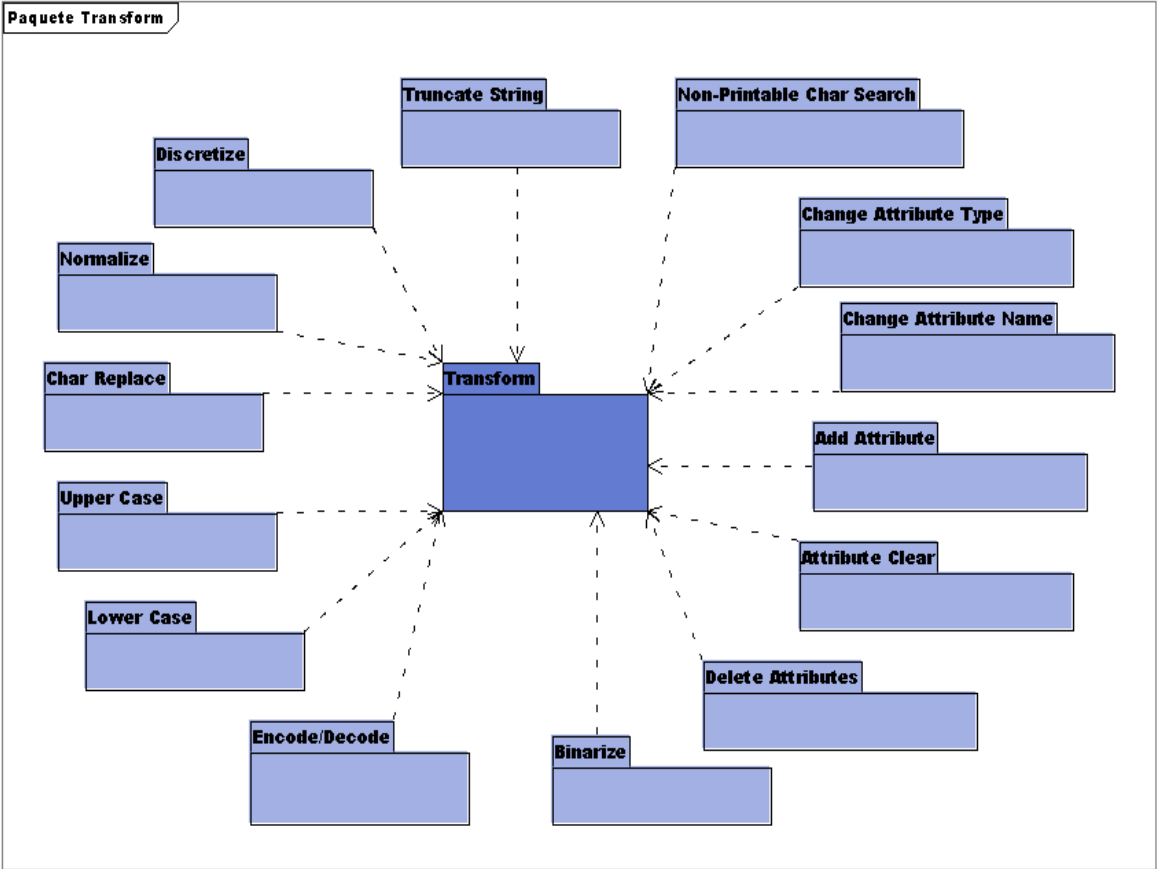 Paquete Transform
Truncate String
Non-Printable Char Search
Discretize
Change Attribute Type
Normalize
Change Attribute Name
Char Replace
Transform
Add Attribute
Upper Case
Attribute Clear
Lower Case
Delete Attributes
Encode/Decode
Binarize